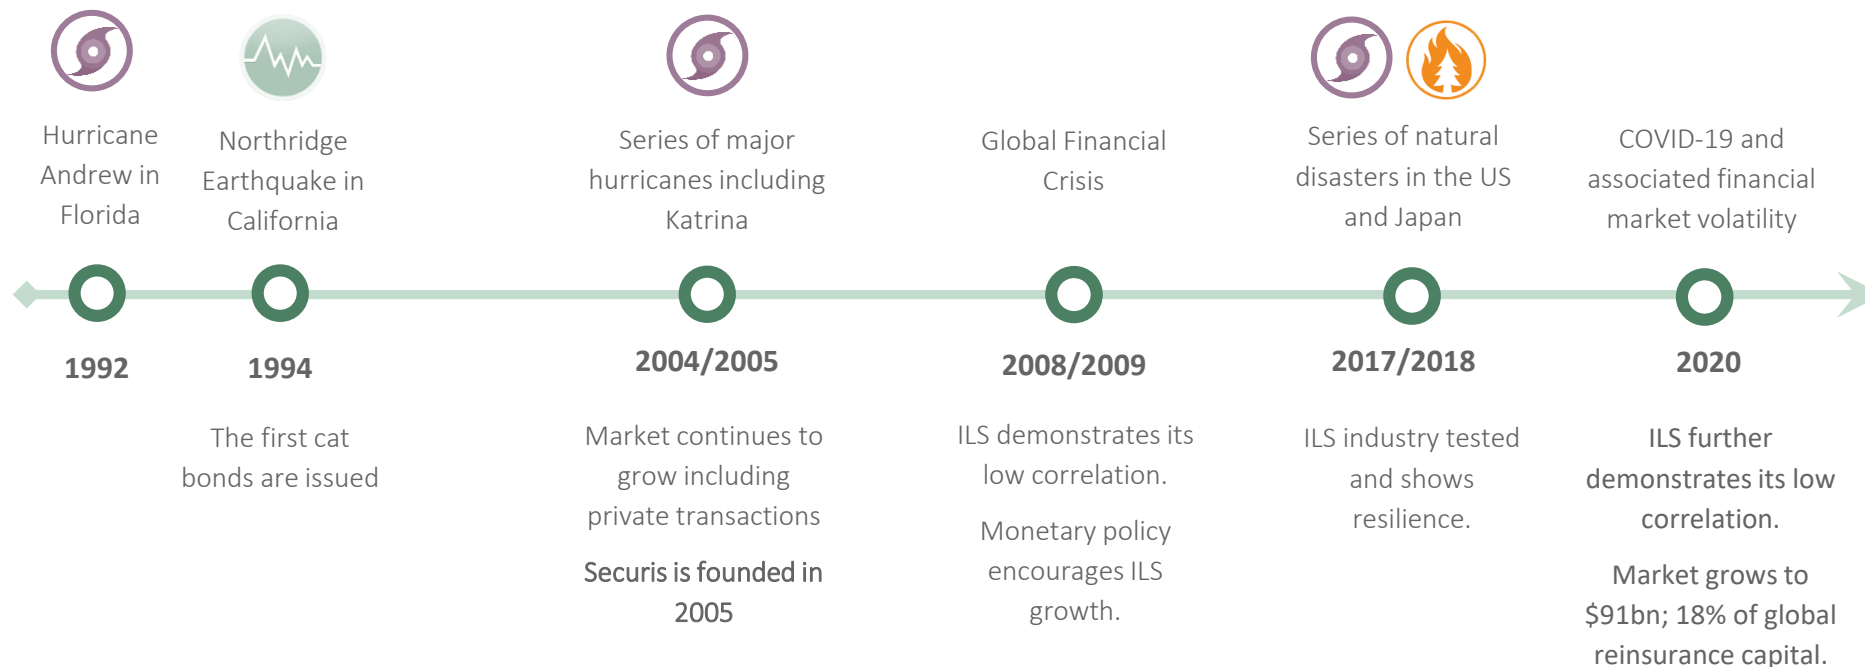 Hurricane
Andrew in
Florida
Northridge
Earthquake in
California
Series of major
hurricanes including
Katrina
Global Financial
Crisis
Series of natural
disasters in the US
and Japan
COVID-19 and
associated financial
market volatility
1992
1994
2004/2005
2008/2009
2017/2018
2020
The first cat
bonds are issued
Market continues to
grow including
private transactions
Securis is founded in
2005
ILS demonstrates its
low correlation.
Monetary policy
encourages ILS
growth.
ILS industry tested
and shows
resilience.
ILS further
demonstrates its low
correlation.
Market grows to
$91bn; 18% of global
reinsurance capital.